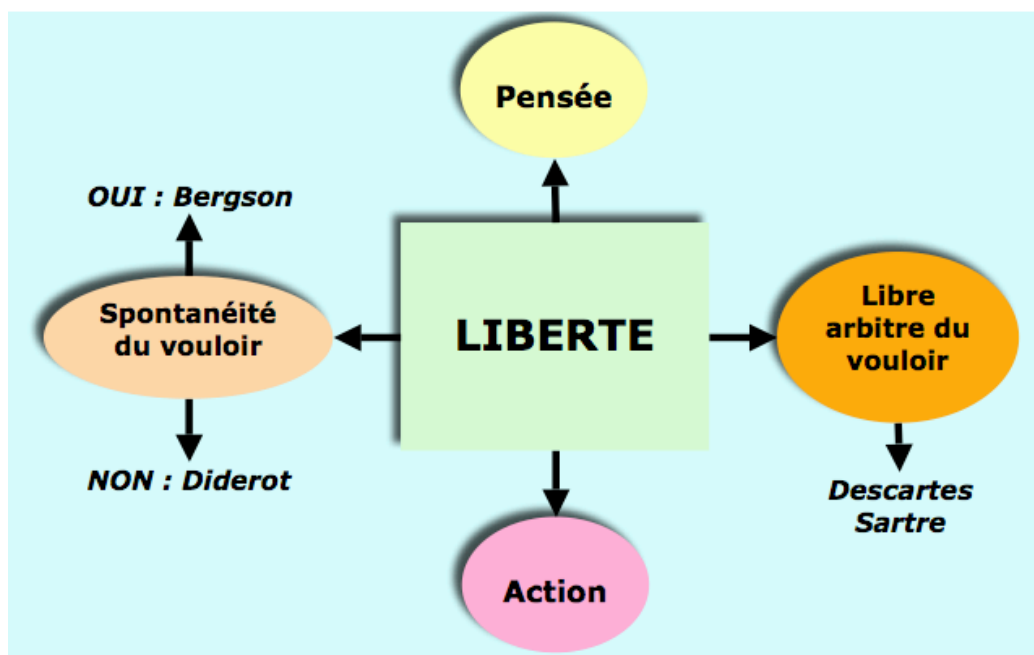 Pensée
OUI : Bergson
Spontanéité
du vouloir
LIBERTE
Libre
arbitre du
vouloir
NON : Diderot
Descartes
Sartre
Action